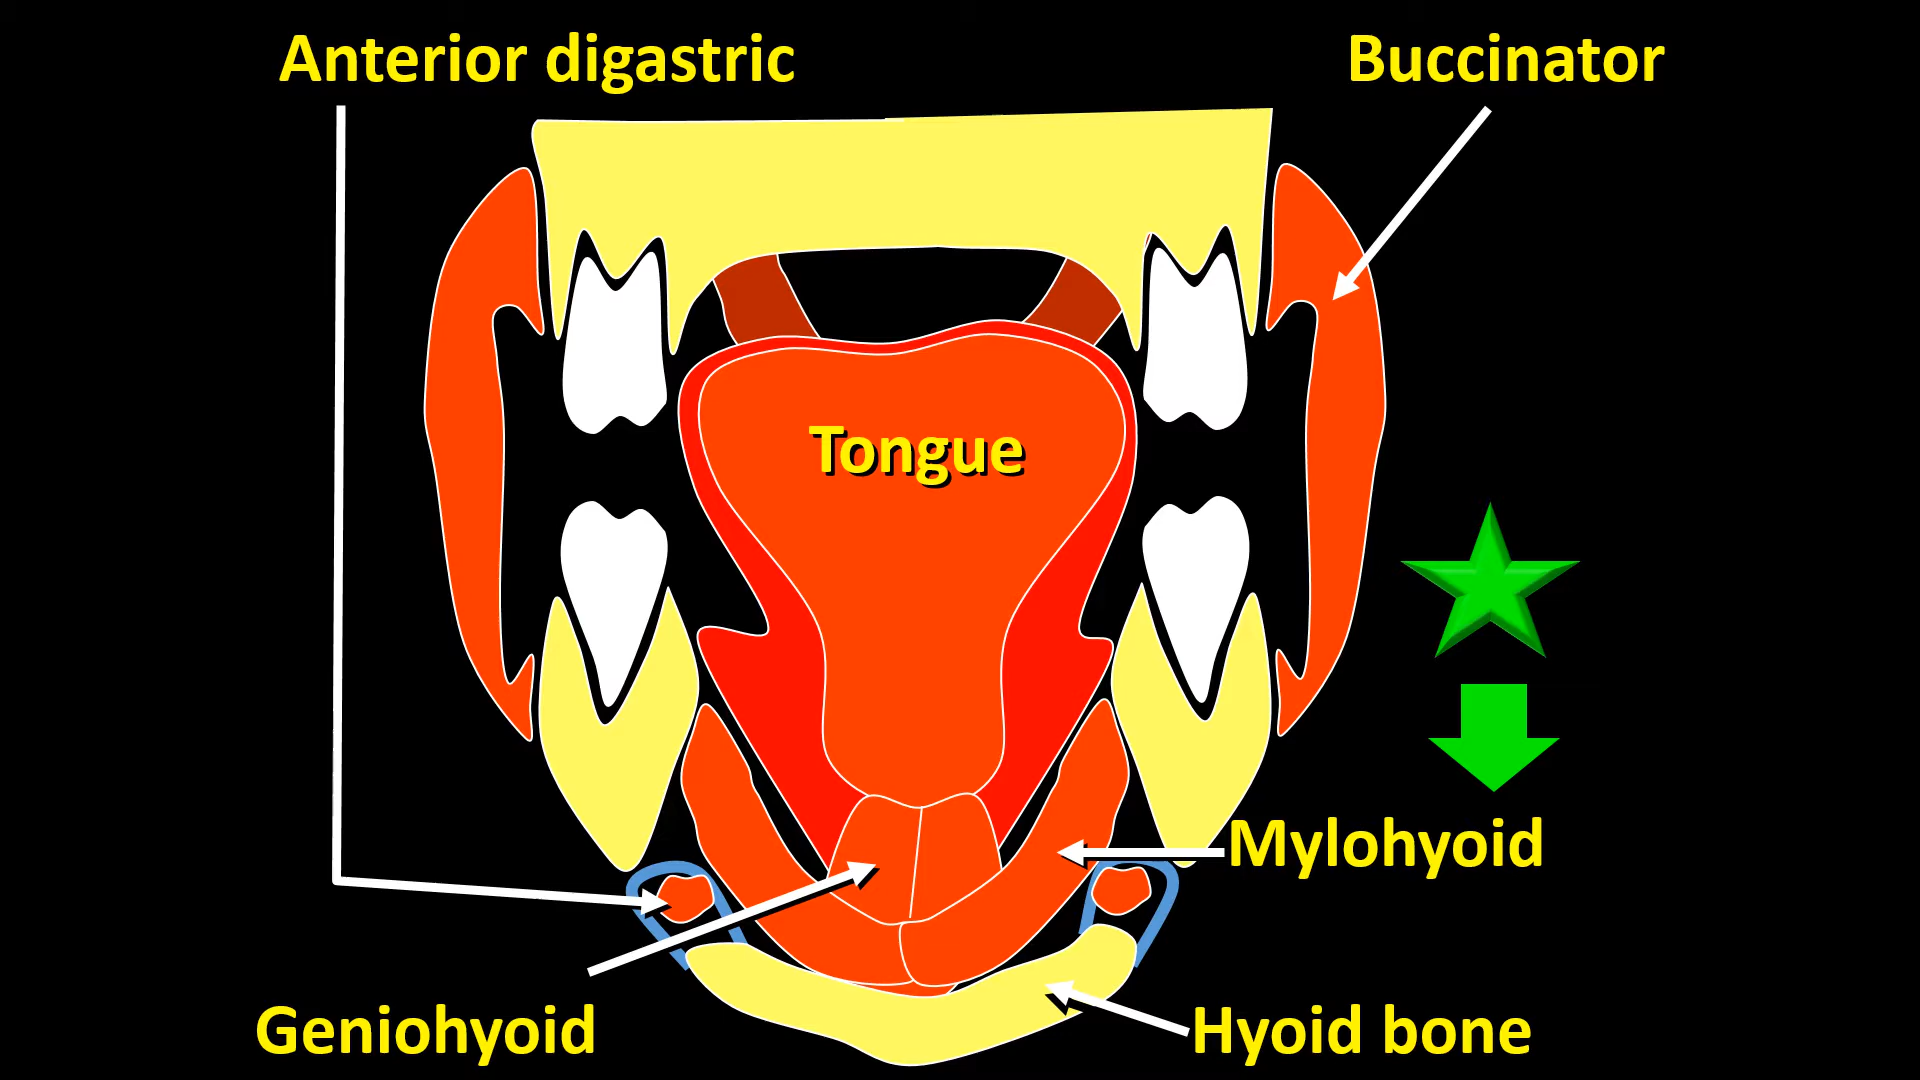 Anterior digastric
Buccinator
Tongue
Mylohyoid
Geniohyoid
Hyoid bone